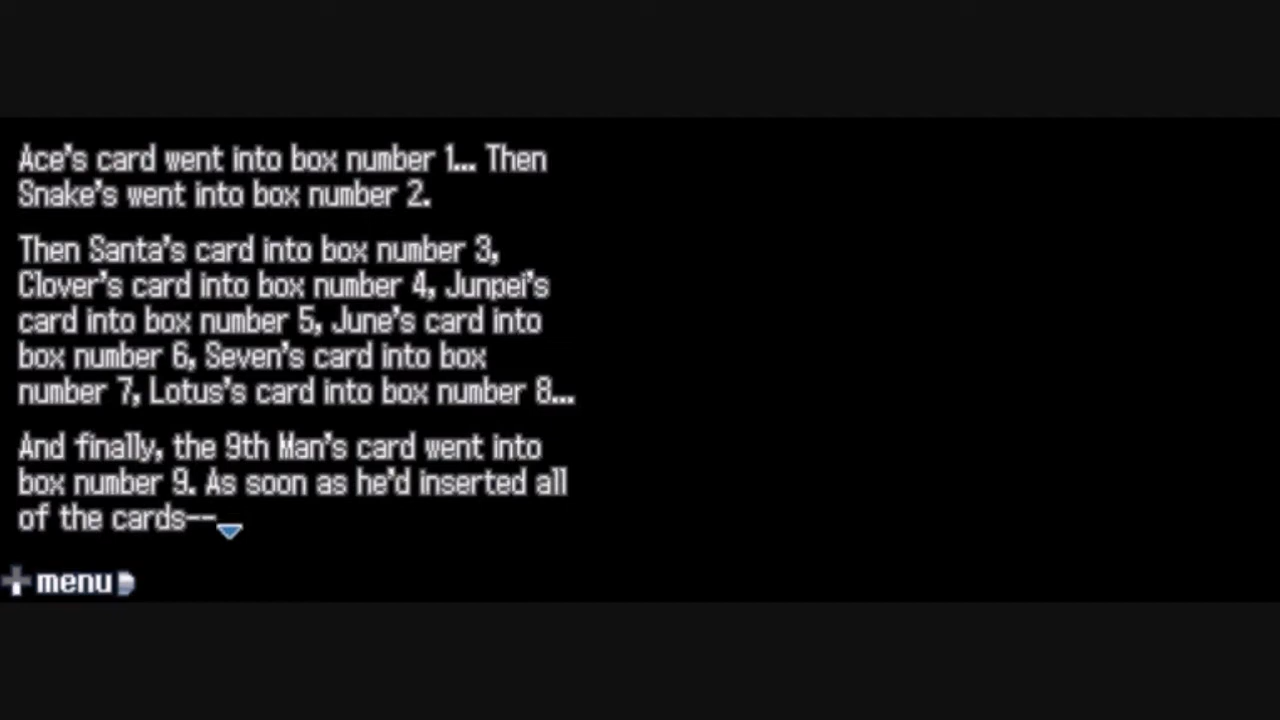 Ace's card went into box number 1... Then
Snake's went into box number 2.
Then Santa's card into box number 3,
Clover's card into box number 4, Junpei's
card into box number 5, June's card into
box number 6, Seven's card into box
number 7, Lotus's card into box number 8...
And finally, the 9th Man's card went into
box number 9. As soon as he'd inserted all
of the cards--
menu